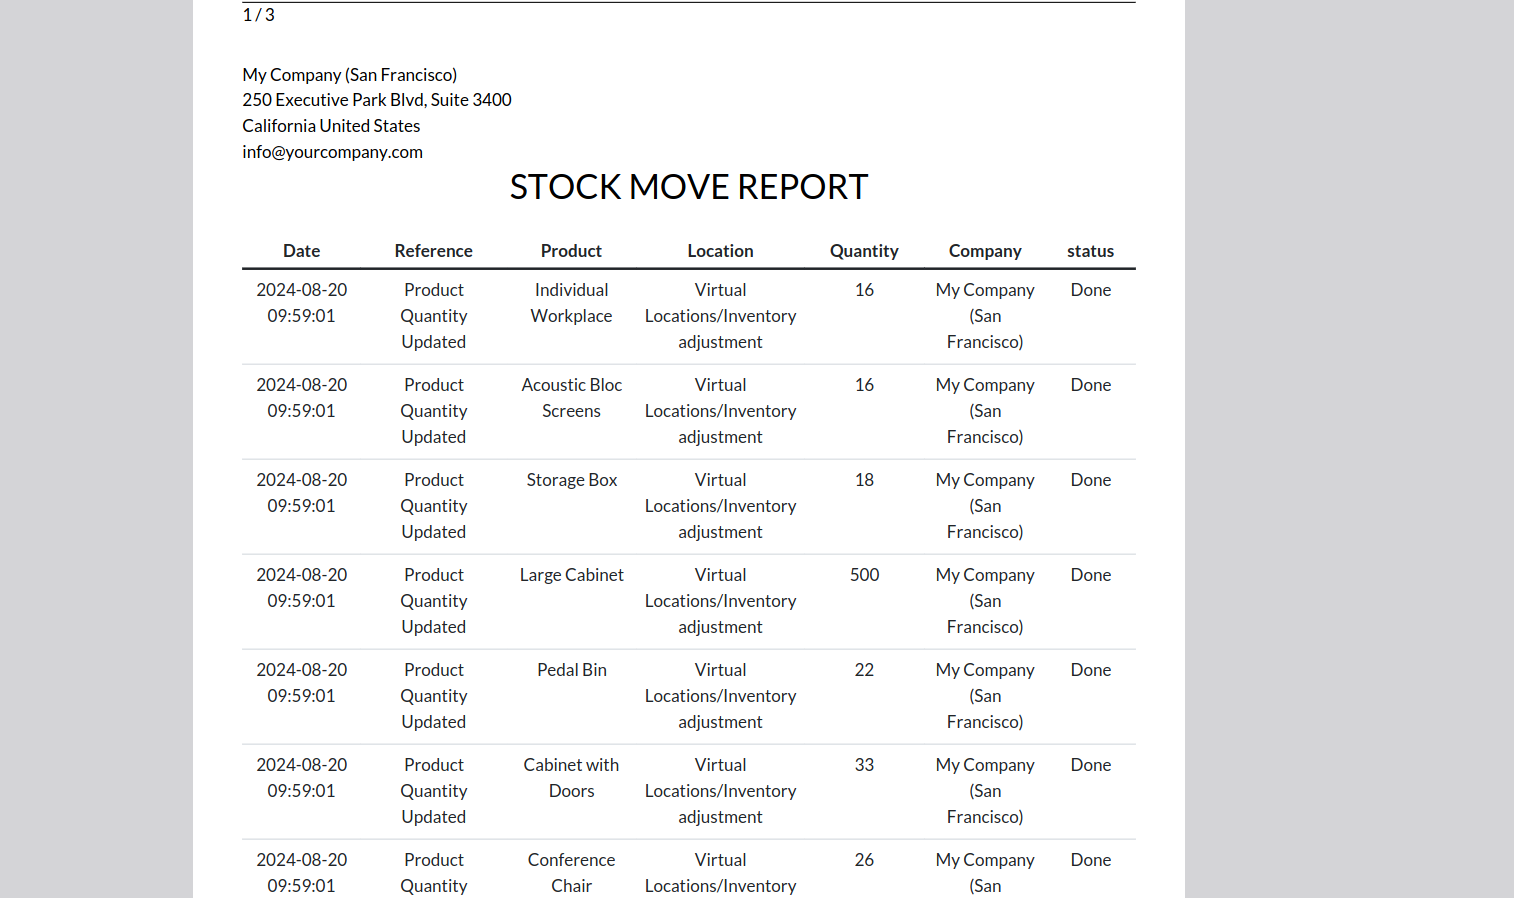 1 / 3
My Company (San Francisco)
250 Executive Park Blvd, Suite 3400
California United States
info@yourcompany.com
STOCK MOVE REPORT
Date Reference Product Location Quantity Company status
2024-08-20 Product Individual Virtual 16 My Company Done
09:59:01 Quantity Workplace Locations/Inventory (San
Updated adjustment Francisco)
2024-08-20 Product Acoustic Bloc Virtual 16 My Company Done
09:59:01 Quantity Screens Locations/Inventory (San
Updated adjustment Francisco)
2024-08-20 Product Storage Box Virtual 18 My Company Done
09:59:01 Quantity Locations/Inventory (San
Updated adjustment Francisco)
2024-08-20 Product Large Cabinet Virtual 500 My Company Done
09:59:01 Quantity Locations/Inventory (San
Updated adjustment Francisco)
2024-08-20 Product Pedal Bin Virtual 22 My Company Done
09:59:01 Quantity Locations/Inventory (San
Updated adjustment Francisco)
2024-08-20 Product Cabinet with Virtual 33 My Company Done
09:59:01 Quantity Doors Locations/Inventory (San
Updated adjustment Francisco)
2024-08-20 Product Conference Virtual 26 My Company Done
09:59:01 Quantity Chair Locations/Inventory (San